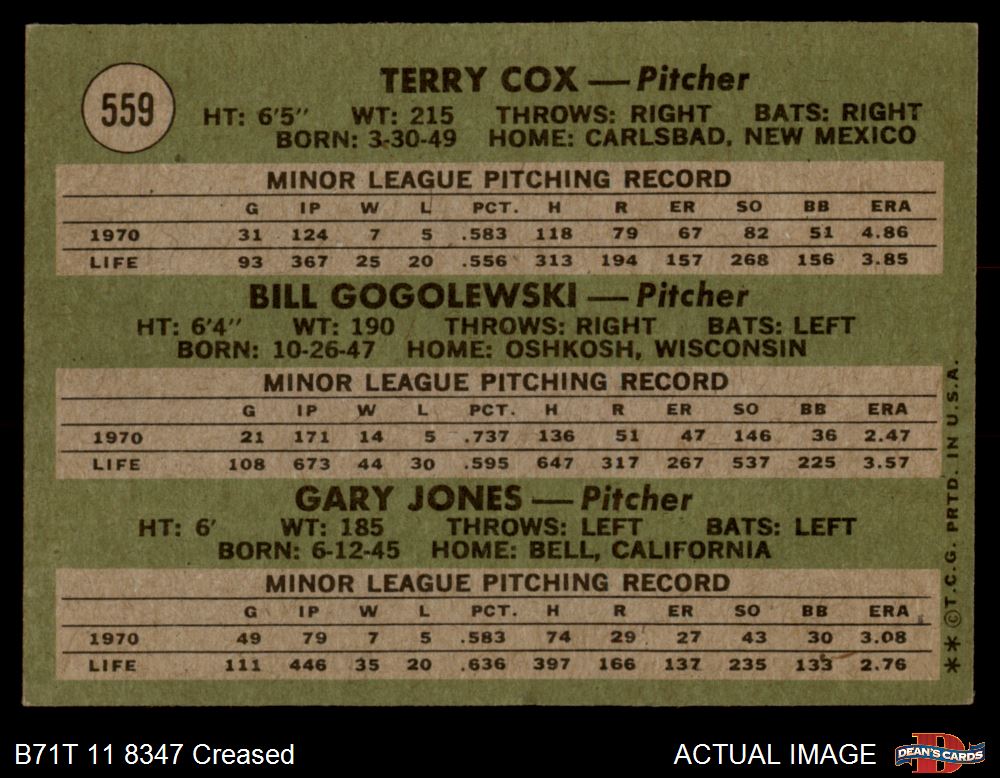 559
TERRY COX — Pitcher
HT: 6'5" WT: 215 THROWS: RIGHT BATS: RIGHT
BORN: 3-30-49 HOME: CARLSBAD, NEW MEXICO
MINOR LEAGUE PITCHING RECORD
G IP W L PCT. H R ER SO BB ERA
1970 31 124 7 5 .583 118 79 67 82 51 4.86
LIFE 93 367 25 20 .556 313 194 157 268 156 3.85
BILL GOGOLEWSKI — Pitcher
HT: 6'4" WT: 190 THROWS: RIGHT BATS: LEFT
BORN: 10-26-47 HOME: OSHKOSH, WISCONSIN
MINOR LEAGUE PITCHING RECORD
G IP W L PCT. H R ER SO BB ERA
1970 21 171 14 5 .737 136 51 47 146 36 2.47
LIFE 108 673 44 30 .595 647 317 267 537 225 3.57
GARY JONES — Pitcher
HT: 6' WT: 185 THROWS: LEFT BATS: LEFT
BORN: 6-12-45 HOME: BELL, CALIFORNIA
MINOR LEAGUE PITCHING RECORD
G IP W L PCT. H R ER SO BB ERA
1970 49 79 7 5 .583 74 29 27 43 30 3.08
LIFE 111 446 35 20 .636 397 166 137 235 133 2.76
**©T.C.G. PRTD. IN U.S.A.
B71T 11 8347 Creased
ACTUAL IMAGE
D
DEAN'S CARDS